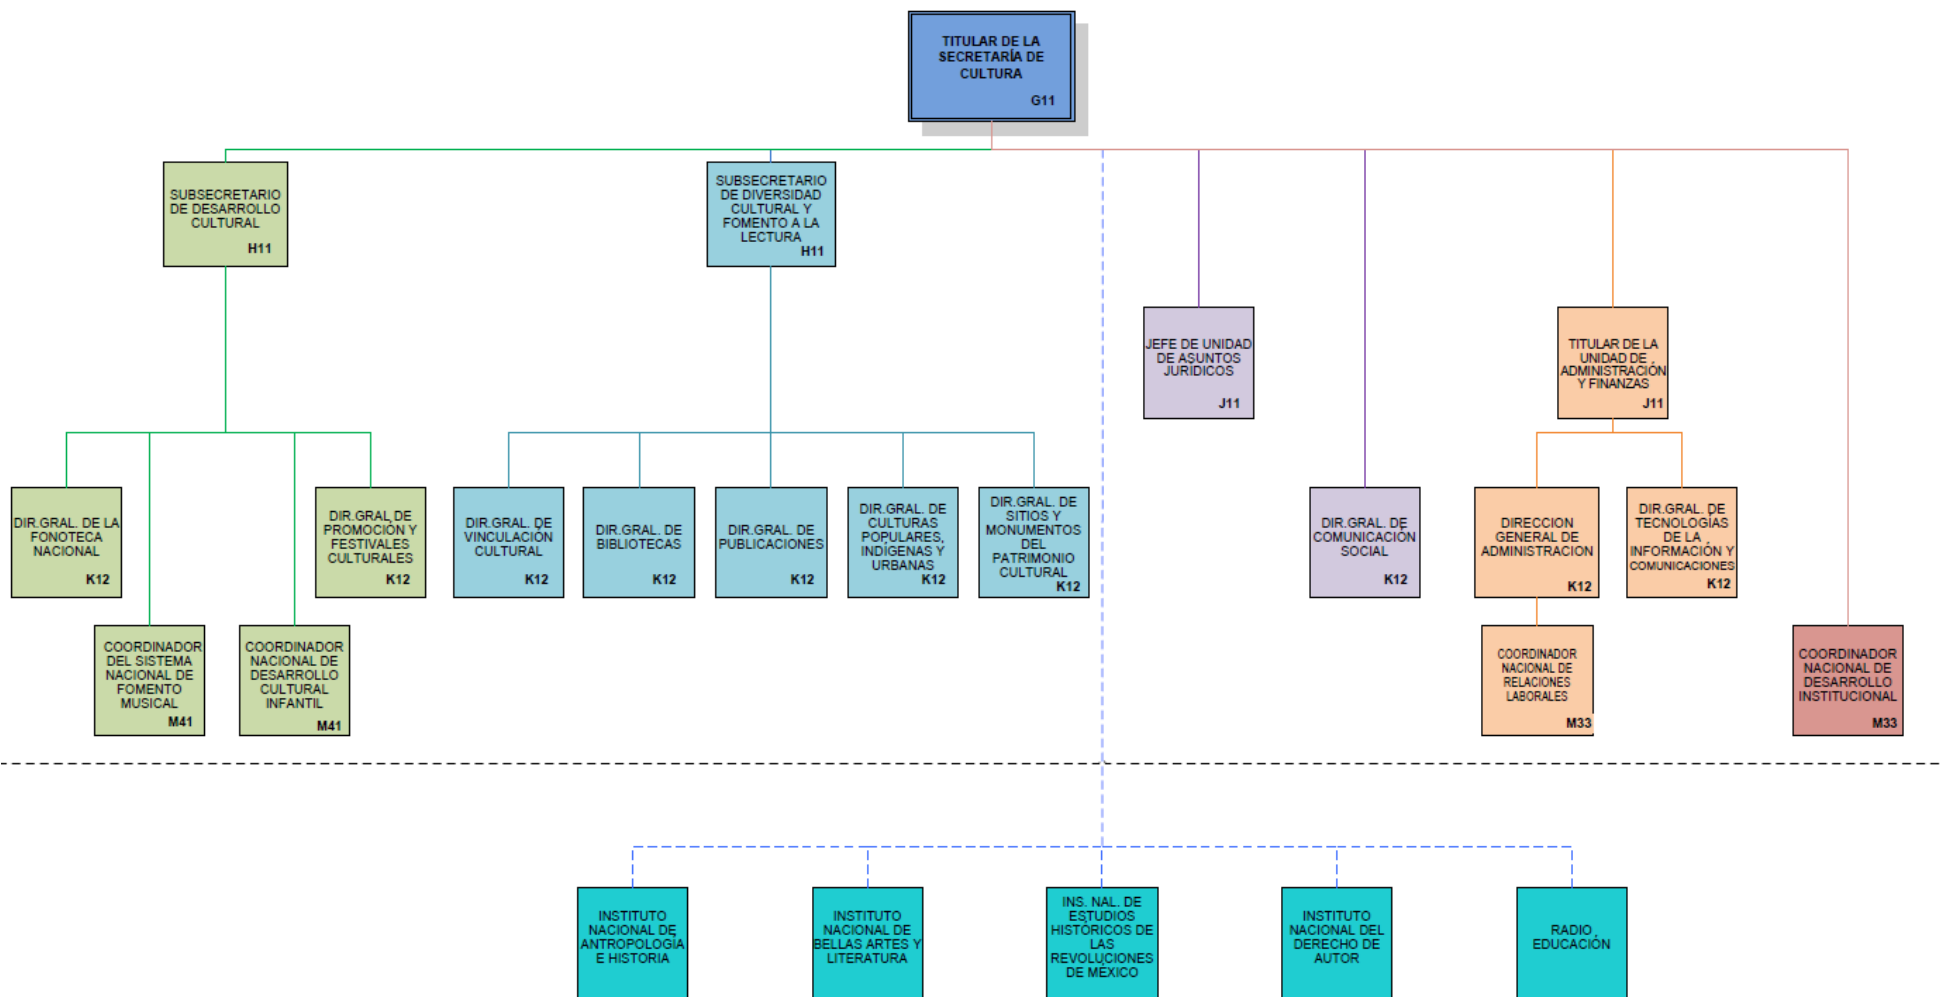 TITULAR DE LA
SECRETARÍA DE
CULTURA
G11
SUBSECRETARIO
DE DESARROLLO
CULTURAL
H11
SUBSECRETARIO
DE DIVERSIDAD
CULTURAL Y
FOMENTO A LA
LECTURA
H11
JEFE DE UNIDAD
DE ASUNTOS
JURÍDICOS
J11
TITULAR DE LA
UNIDAD DE
ADMINISTRACIÓN
Y FINANZAS
J11
DIR.GRAL. DE LA
FONOTECA
NACIONAL
K12
DIR.GRAL DE
PROMOCIÓN Y
FESTIVALES
CULTURALES
K12
DIR.GRAL. DE
VINCULACIÓN
CULTURAL
K12
DIR.GRAL. DE
BIBLIOTECAS
K12
DIR.GRAL. DE
PUBLICACIONES
K12
DIR.GRAL. DE
CULTURAS
POPULARES,
INDÍGENAS Y
URBANAS
K12
DIR.GRAL. DE
SITIOS Y
MONUMENTOS
DEL
PATRIMONIO
CULTURAL
K12
DIR.GRAL. DE
COMUNICACIÓN
SOCIAL
K12
DIRECCION
GENERAL DE
ADMINISTRACION
K12
DIR.GRAL. DE
TECNOLOGÍAS
DE LA
INFORMACIÓN Y
COMUNICACIONES
K12
COORDINADOR
DEL SISTEMA
NACIONAL DE
FOMENTO
MUSICAL
M41
COORDINADOR
NACIONAL DE
DESARROLLO
CULTURAL
INFANTIL
M41
COORDINADOR
NACIONAL DE
RELACIONES
LABORALES
M33
COORDINADOR
NACIONAL DE
DESARROLLO
INSTITUCIONAL
M33
INSTITUTO
NACIONAL DE
ANTROPOLOGÍA
E HISTORIA
INSTITUTO
NACIONAL DE
BELLAS ARTES Y
LITERATURA
INS. NAL. DE
ESTUDIOS
HISTÓRICOS DE
LAS
REVOLUCIONES
DE MÉXICO
INSTITUTO
NACIONAL DEL
DERECHO DE
AUTOR
RADIO
EDUCACIÓN